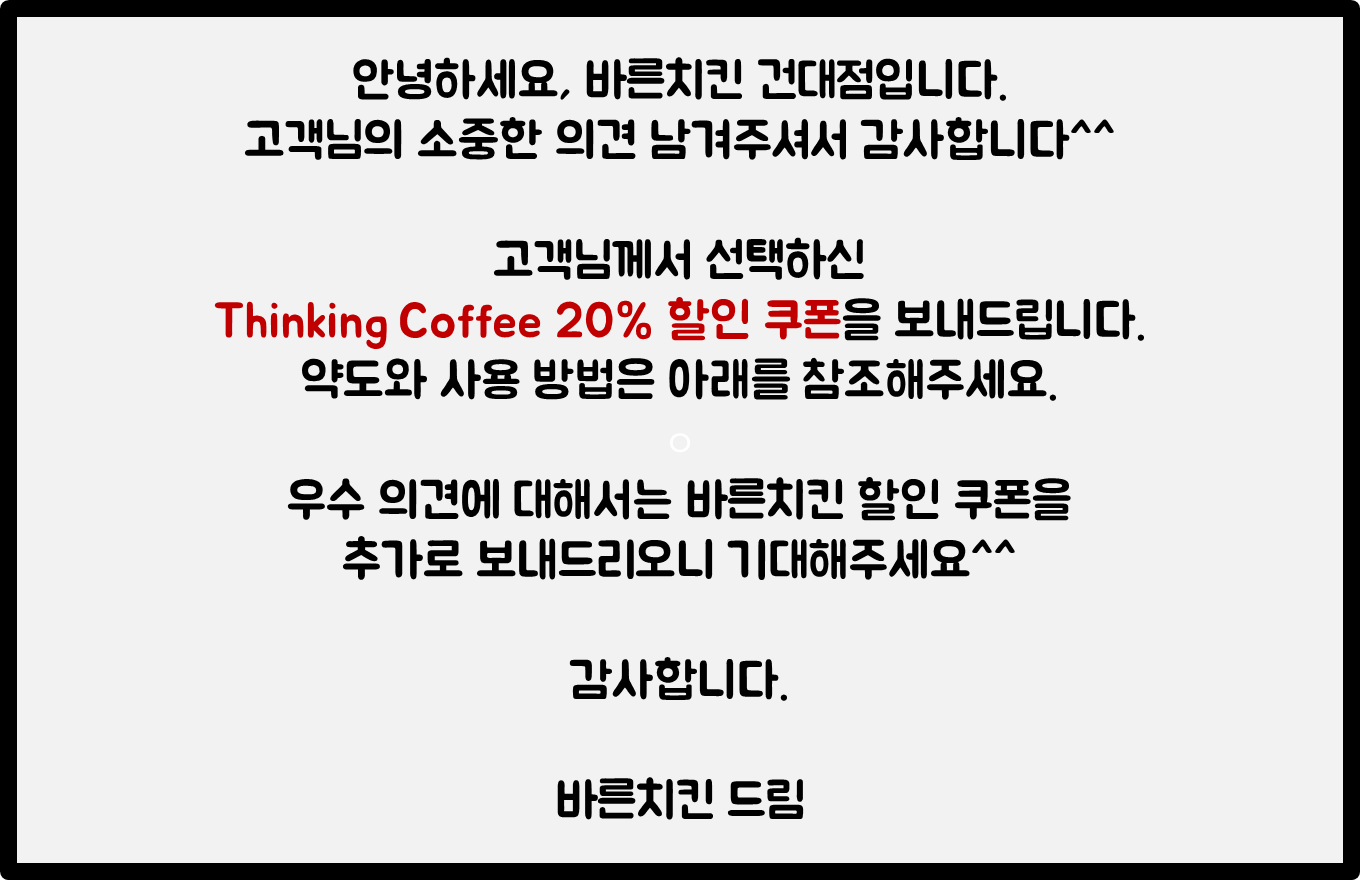 안녕하세요, 바른치킨 건대점입니다.
고객님의 소중한 의견 남겨주셔서 감사합니다^^
고객님께서 선택하신
Thinking Coffee 20% 할인 쿠폰을 보내드립니다.
약도와 사용 방법은 아래를 참조해주세요.
ㅇ
우수 의견에 대해서는 바른치킨 할인 쿠폰을
추가로 보내드리오니 기대해주세요^^
감사합니다.
바른치킨 드림